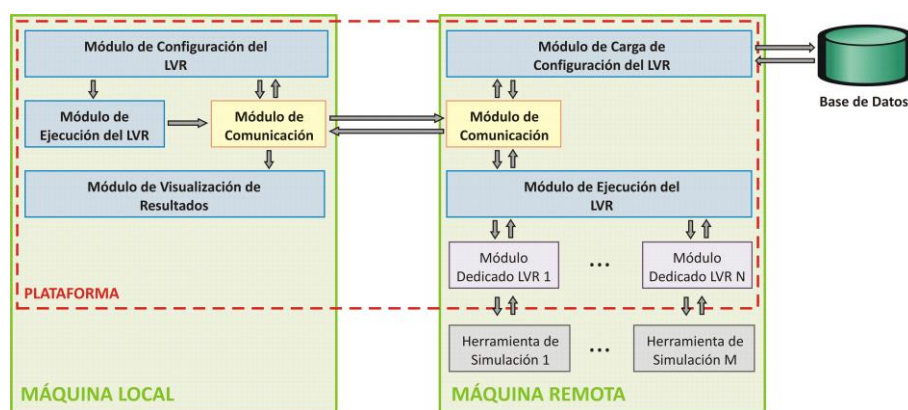 Módulo de Configuración del
LVR
Módulo de
Ejecución del LVR
Módulo de
Comunicación
Módulo de Visualización de
Resultados
PLATAFORMA
MÁQUINA LOCAL
Módulo de Carga de
Configuración del LVR
Base de Datos
Módulo de
Comunicación
Módulo de Ejecución del
LVR
Módulo
Dedicado LVR 1
...
Módulo
Dedicado LVR N
Herramienta de
Simulación 1
...
Herramienta de
Simulación M
MÁQUINA REMOTA